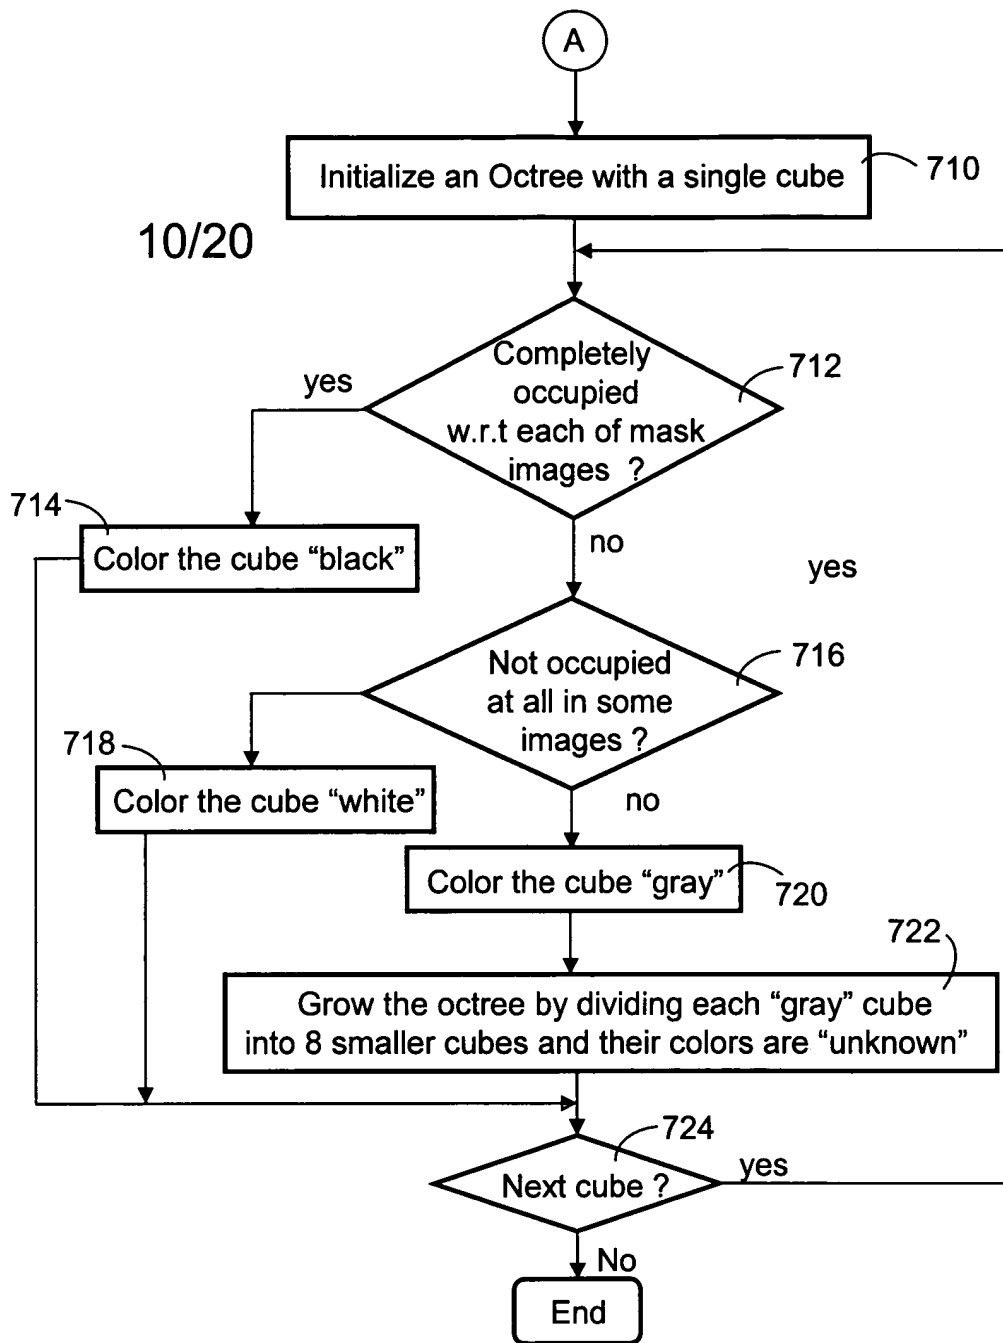 A
Initialize an Octree with a single cube
710
10/20
Completely
occupied
w.r.t each of mask
images ?
712
yes
714
Color the cube “black”
no
yes
Not occupied
at all in some
images ?
716
718
Color the cube “white”
no
Color the cube “gray”
720
722
Grow the octree by dividing each “gray” cube
into 8 smaller cubes and their colors are “unknown”
724
Next cube ?
yes
No
End